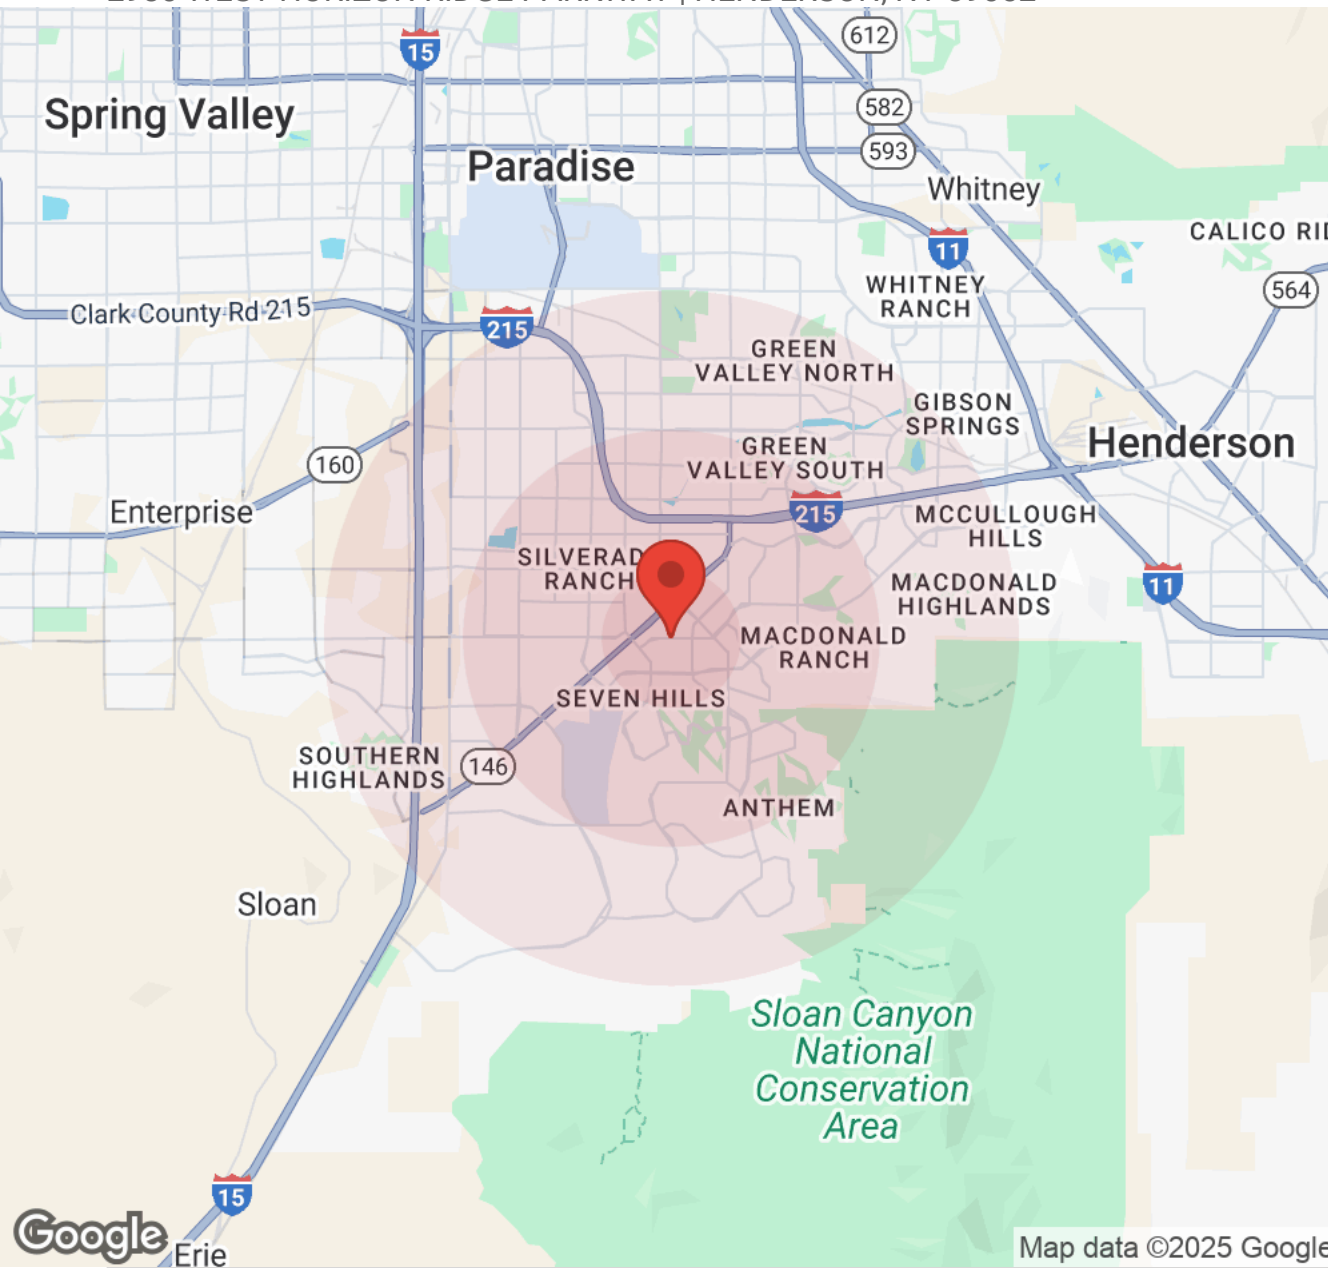 612
15
582
Spring Valley
593
Paradise
Whitney
CALICO RID
11
WHITNEY
RANCH
564
Clark County Rd 215
215
GREEN
VALLEY NORTH
GIBSON
SPRINGS
Henderson
GREEN
VALLEY SOUTH
160
Enterprise
215
MCCULLOUGH
HILLS
SILVERAD
RANCH
11
MACDONALD
HIGHLANDS
MACDONALD
RANCH
SEVEN HILLS
SOUTHERN
HIGHLANDS
146
ANTHEM
Sloan
Sloan Canyon
National
Conservation
Area
15
Google
Erie
Map data ©2025 Google